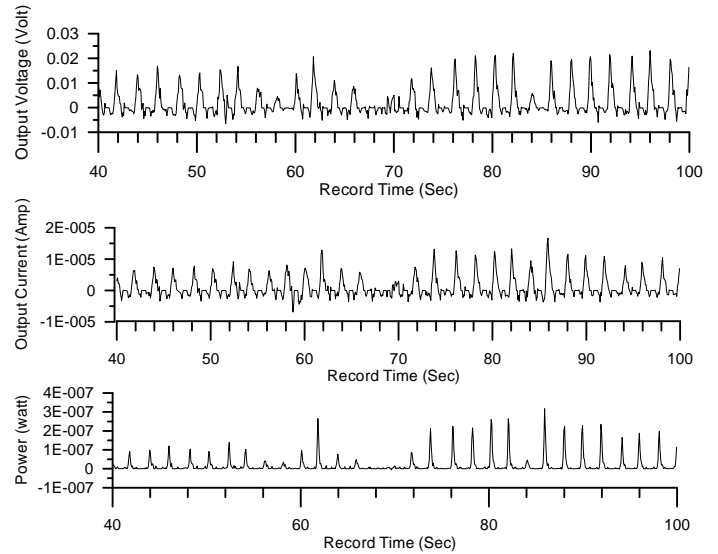 Output Voltage (Volt)
0.03
0.02
0.01
0
-0.01
40 50 60 70 80 90 100
Record Time (Sec)
Output Current (Amp)
2E-005
1E-005
0
-1E-005
40 50 60 70 80 90 100
Record Time (Sec)
Power (watt)
4E-007
3E-007
2E-007
1E-007
0
-1E-007
40 60 80 100
Record Time (Sec)